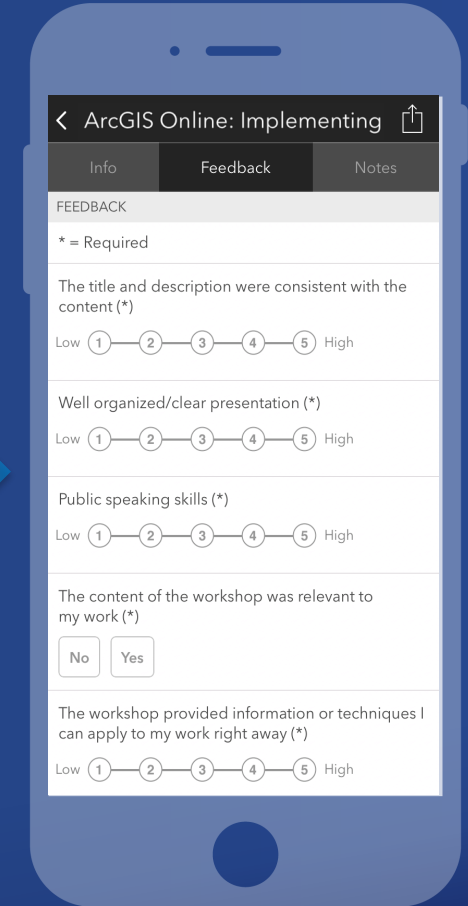 ArcGIS Online: Implementing
Info Feedback Notes
FEEDBACK
* = Required
The title and description were consistent with the
content (*)
Low 1 2 3 4 5 High
Well organized/clear presentation (*)
Low 1 2 3 4 5 High
Public speaking skills (*)
Low 1 2 3 4 5 High
The content of the workshop was relevant to
my work (*)
No Yes
The workshop provided information or techniques I
can apply to my work right away (*)
Low 1 2 3 4 5 High